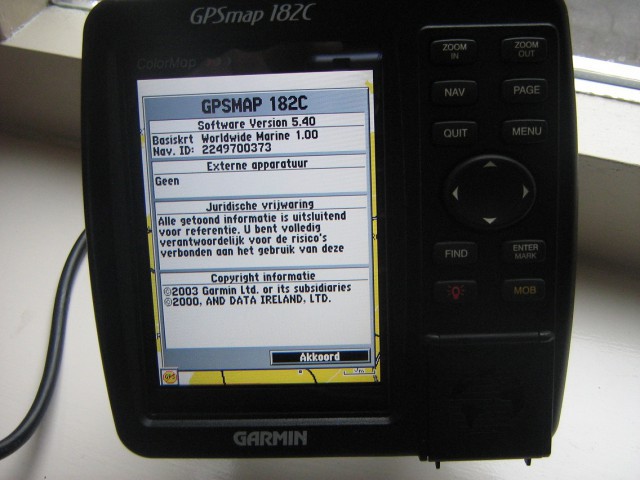 GPSmap 182C
ColorMap
GPSMAP 182C
Software Version 5.40
Basiskrt Worldwide Marine 1.00
Nav. ID: 2249700373
Externe apparatuur
Geen
Juridische vrijwaring
Alle getoond informatie is uitsluitend
voor referentie. U bent volledig
verantwoordelijk voor de risico's
verbonden aan het gebruik van deze
Copyright informatie
©2003 Garmin Ltd. or its subsidiaries
©2000, AND DATA IRELAND, LTD.
Akkoord
GPS
GARMIN
ZOOM IN
ZOOM OUT
NAV
PAGE
QUIT
MENU
FIND
ENTER MARK
MOB